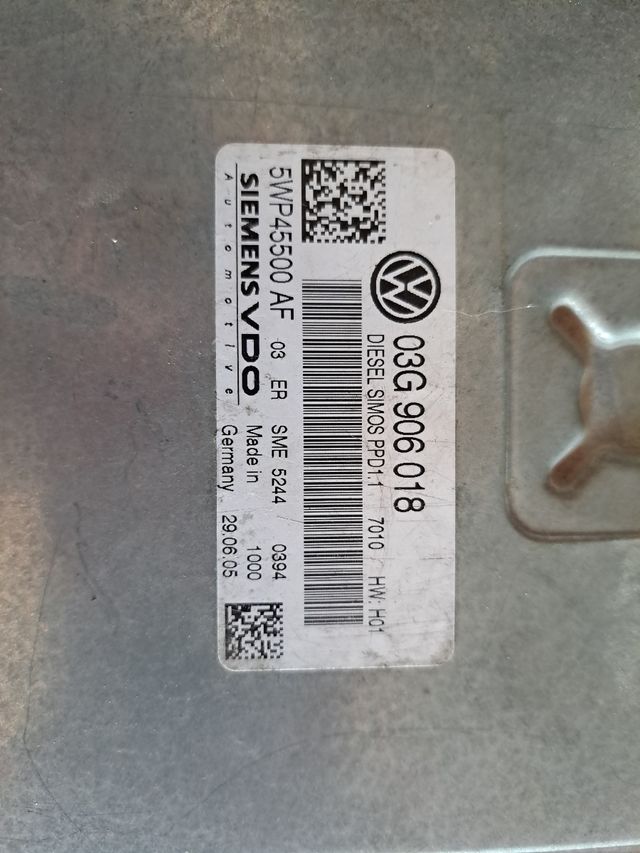 03G 906 018
DIESEL SIMOS PPD1.1 7010 HW: H01
5WP45500 AF 03 ER SME 5244 0394
SIEMENS VDO Made in 1000
Automotive Germany 29.06.05